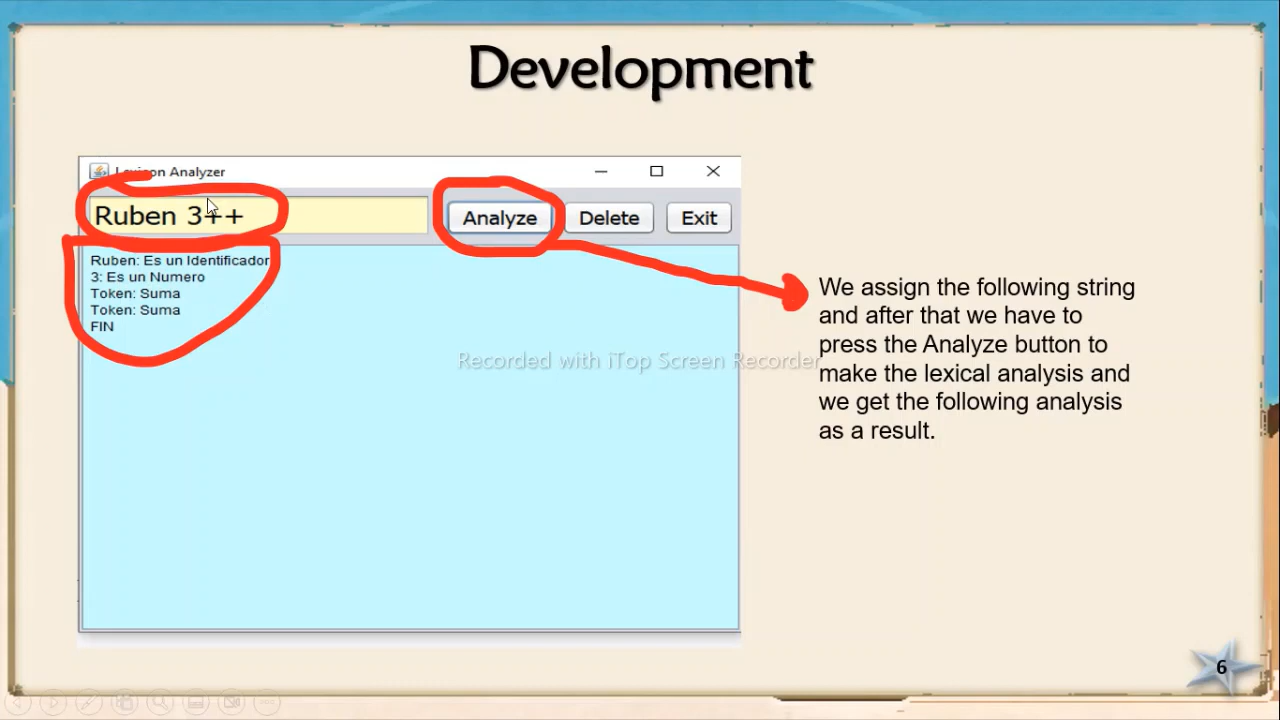 Development
Lexicon Analyzer
Ruben 3++
Analyze
Delete
Exit
Ruben: Es un Identificador
3: Es un Numero
Token: Suma
Token: Suma
FIN
Recorded with iTop Screen Recorder
We assign the following string
and after that we have to
press the Analyze button to
make the lexical analysis and
we get the following analysis
as a result.
6